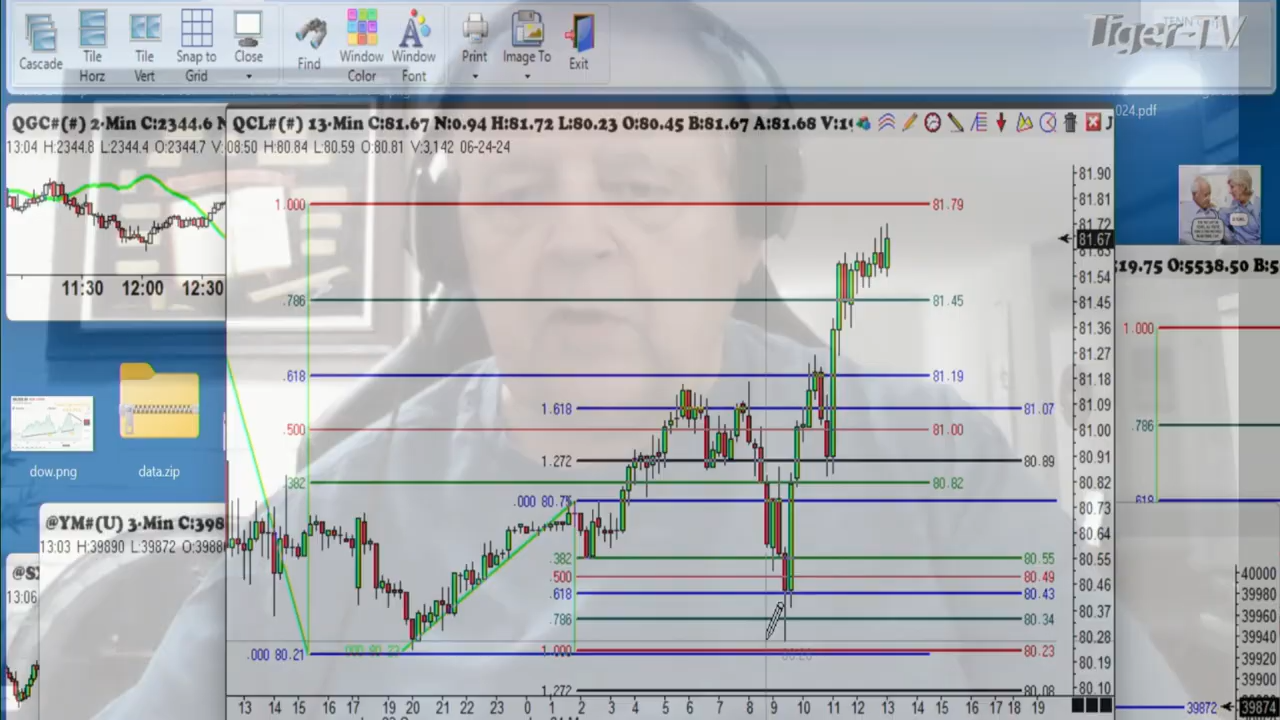 Cascade
Tile Horz
Tile Vert
Snap to Grid
Close
Find
Window Color
Window Font
Print
Image To
Exit
Tiger-TV
024.pdf
QGC#(#) 2-Min C:2344.6 N
13:04 H:2344.8 L:2344.4 O:2344.7 V:
QCL#(#) 13-Min C:81.67 N:0.94 H:81.72 L:80.23 O:80.45 B:81.67 A:81.68
08:50 H:80.84 L:80.59 O:80.81 V:3,142 06-24-24
11:30 12:00 12:30
1.000 81.79
.786 81.45
.618 81.19
1.618 81.07
.500 81.00
1.272 80.89
.382 80.82
.000
.382 80.55
.500 80.49
.618 80.43
.786 80.34
1.000 80.23
.000 80.21
1.272 80.08
81.90
81.81
81.72
81.67
81.63
81.54
81.45
81.36
81.27
81.18
81.09
81.00
80.91
80.82
80.73
80.64
80.55
80.46
80.37
80.28
80.19
80.10
13 14 15 16 17 19 20 21 22 23 0 1 2 3 4 5 6 7 8 9 10 11 12 13 14 15 16 17 18 19
dow.png
data.zip
@YM#(U) 3-Min C:398
13:03 H:39890 L:39872 O:3988
13:06
19.75 O:5538.50 B:5
1.000
.786
.618
40000
39980
39960
39940
39920
39900
39872
39874